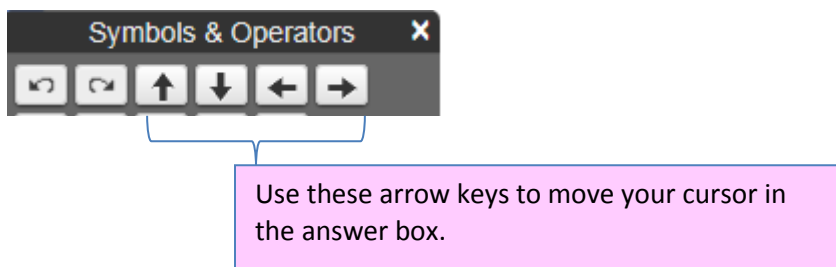 Symbols & Operators
Use these arrow keys to move your cursor in
the answer box.